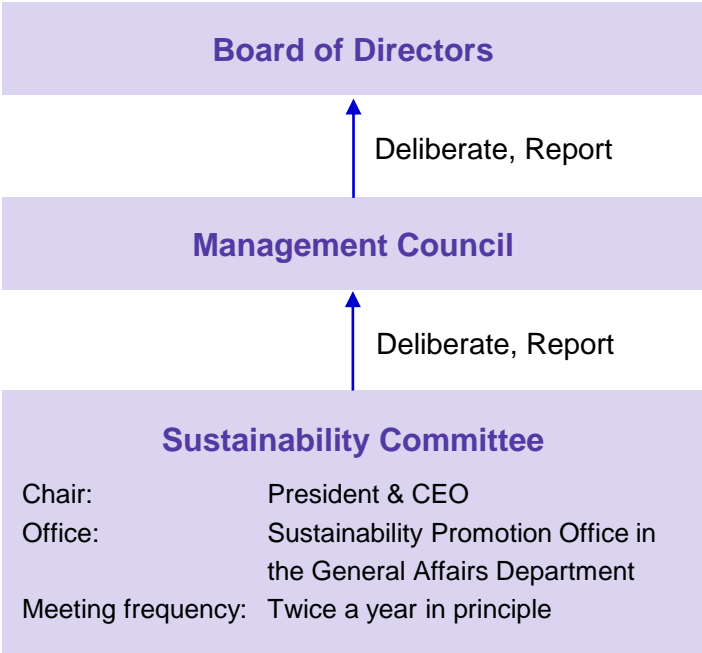 Board of Directors
Deliberate, Report
Management Council
Deliberate, Report
Sustainability Committee
Chair: President & CEO
Office: Sustainability Promotion Office in
the General Affairs Department
Meeting frequency: Twice a year in principle